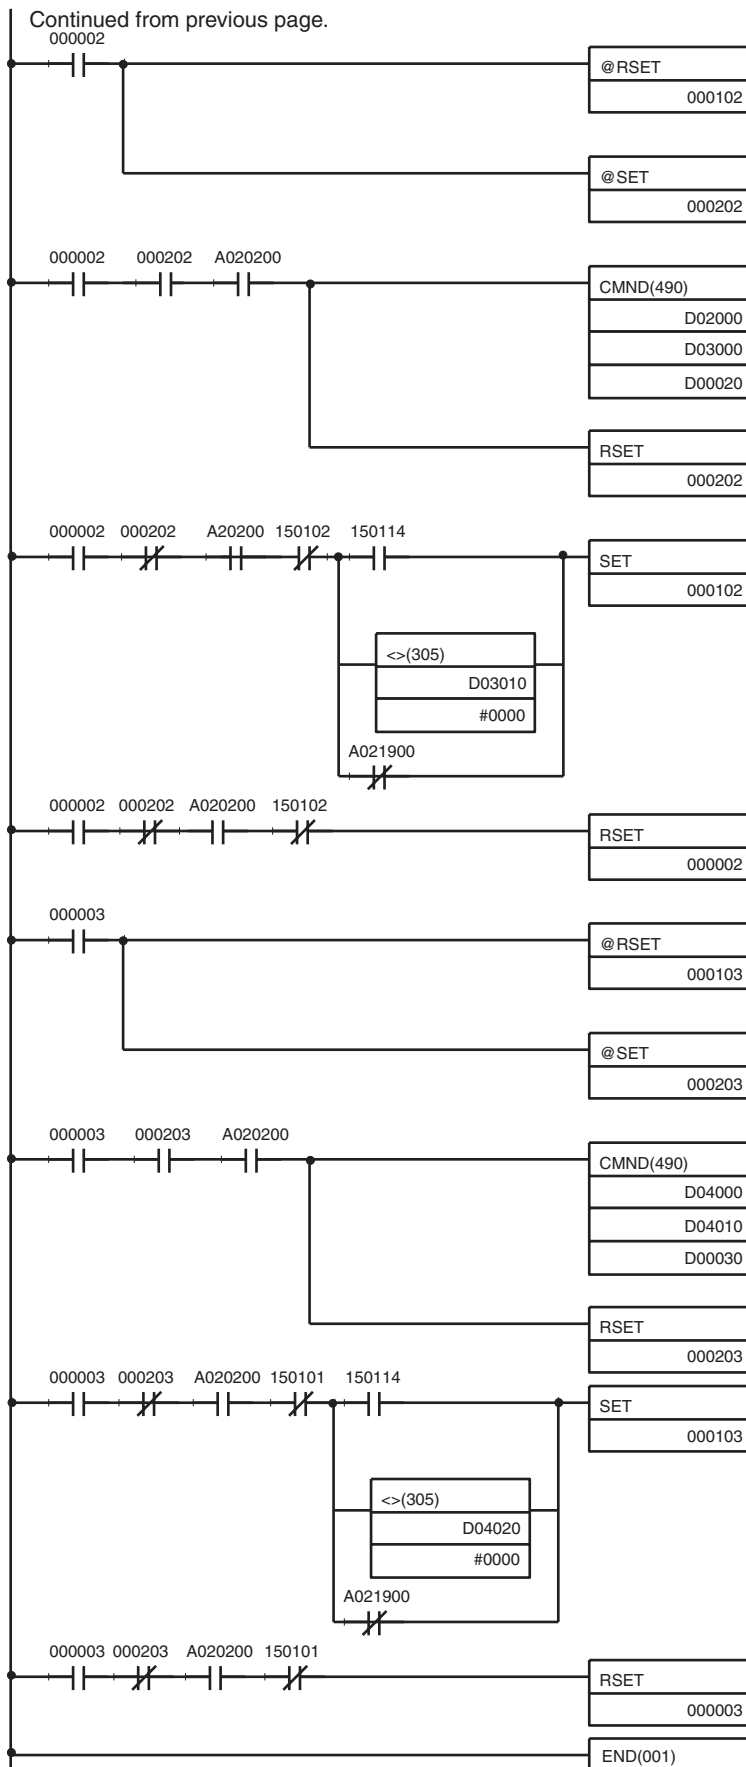 Continued from previous page.
000002
@RSET
000102
@SET
000202
000002 000202 A020200
CMND(490)
D02000
D03000
D00020
RSET
000202
000002 000202 A20200 150102 150114
SET
000102
<>(305)
D03010
#0000
A021900
000002 000202 A020200 150102
RSET
000002
000003
@RSET
000103
@SET
000203
000003 000203 A020200
CMND(490)
D04000
D04010
D00030
RSET
000203
000003 000203 A020200 150101 150114
SET
000103
<>(305)
D04020
#0000
A021900
000003 000203 A020200 150101
RSET
000003
END(001)